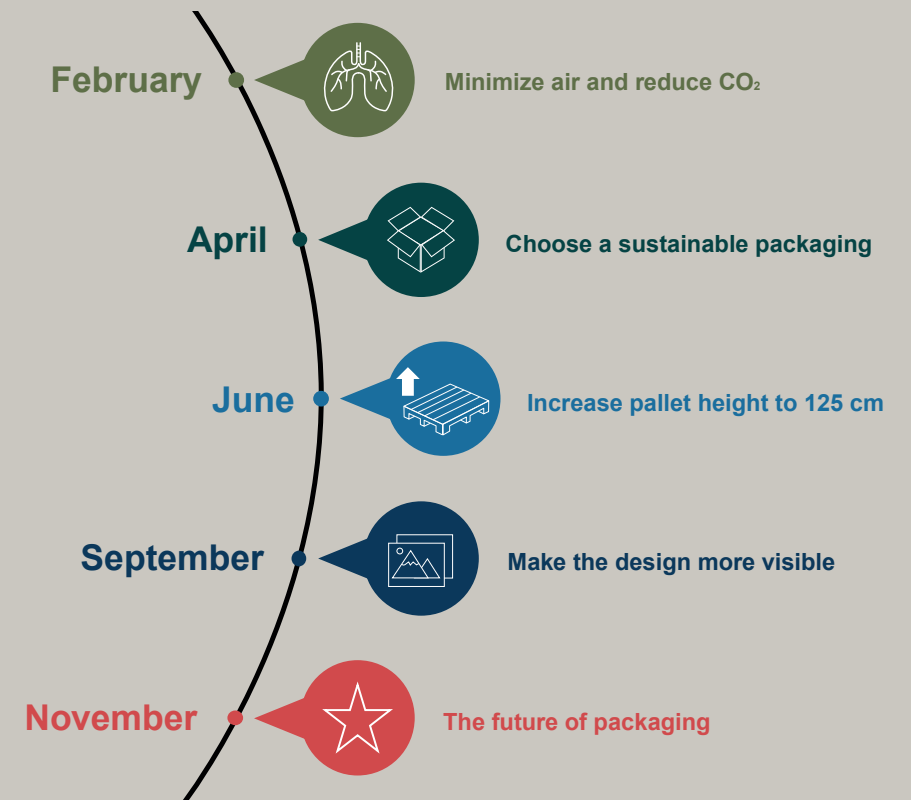 February
Minimize air and reduce CO₂
April
Choose a sustainable packaging
June
Increase pallet height to 125 cm
September
Make the design more visible
November
The future of packaging